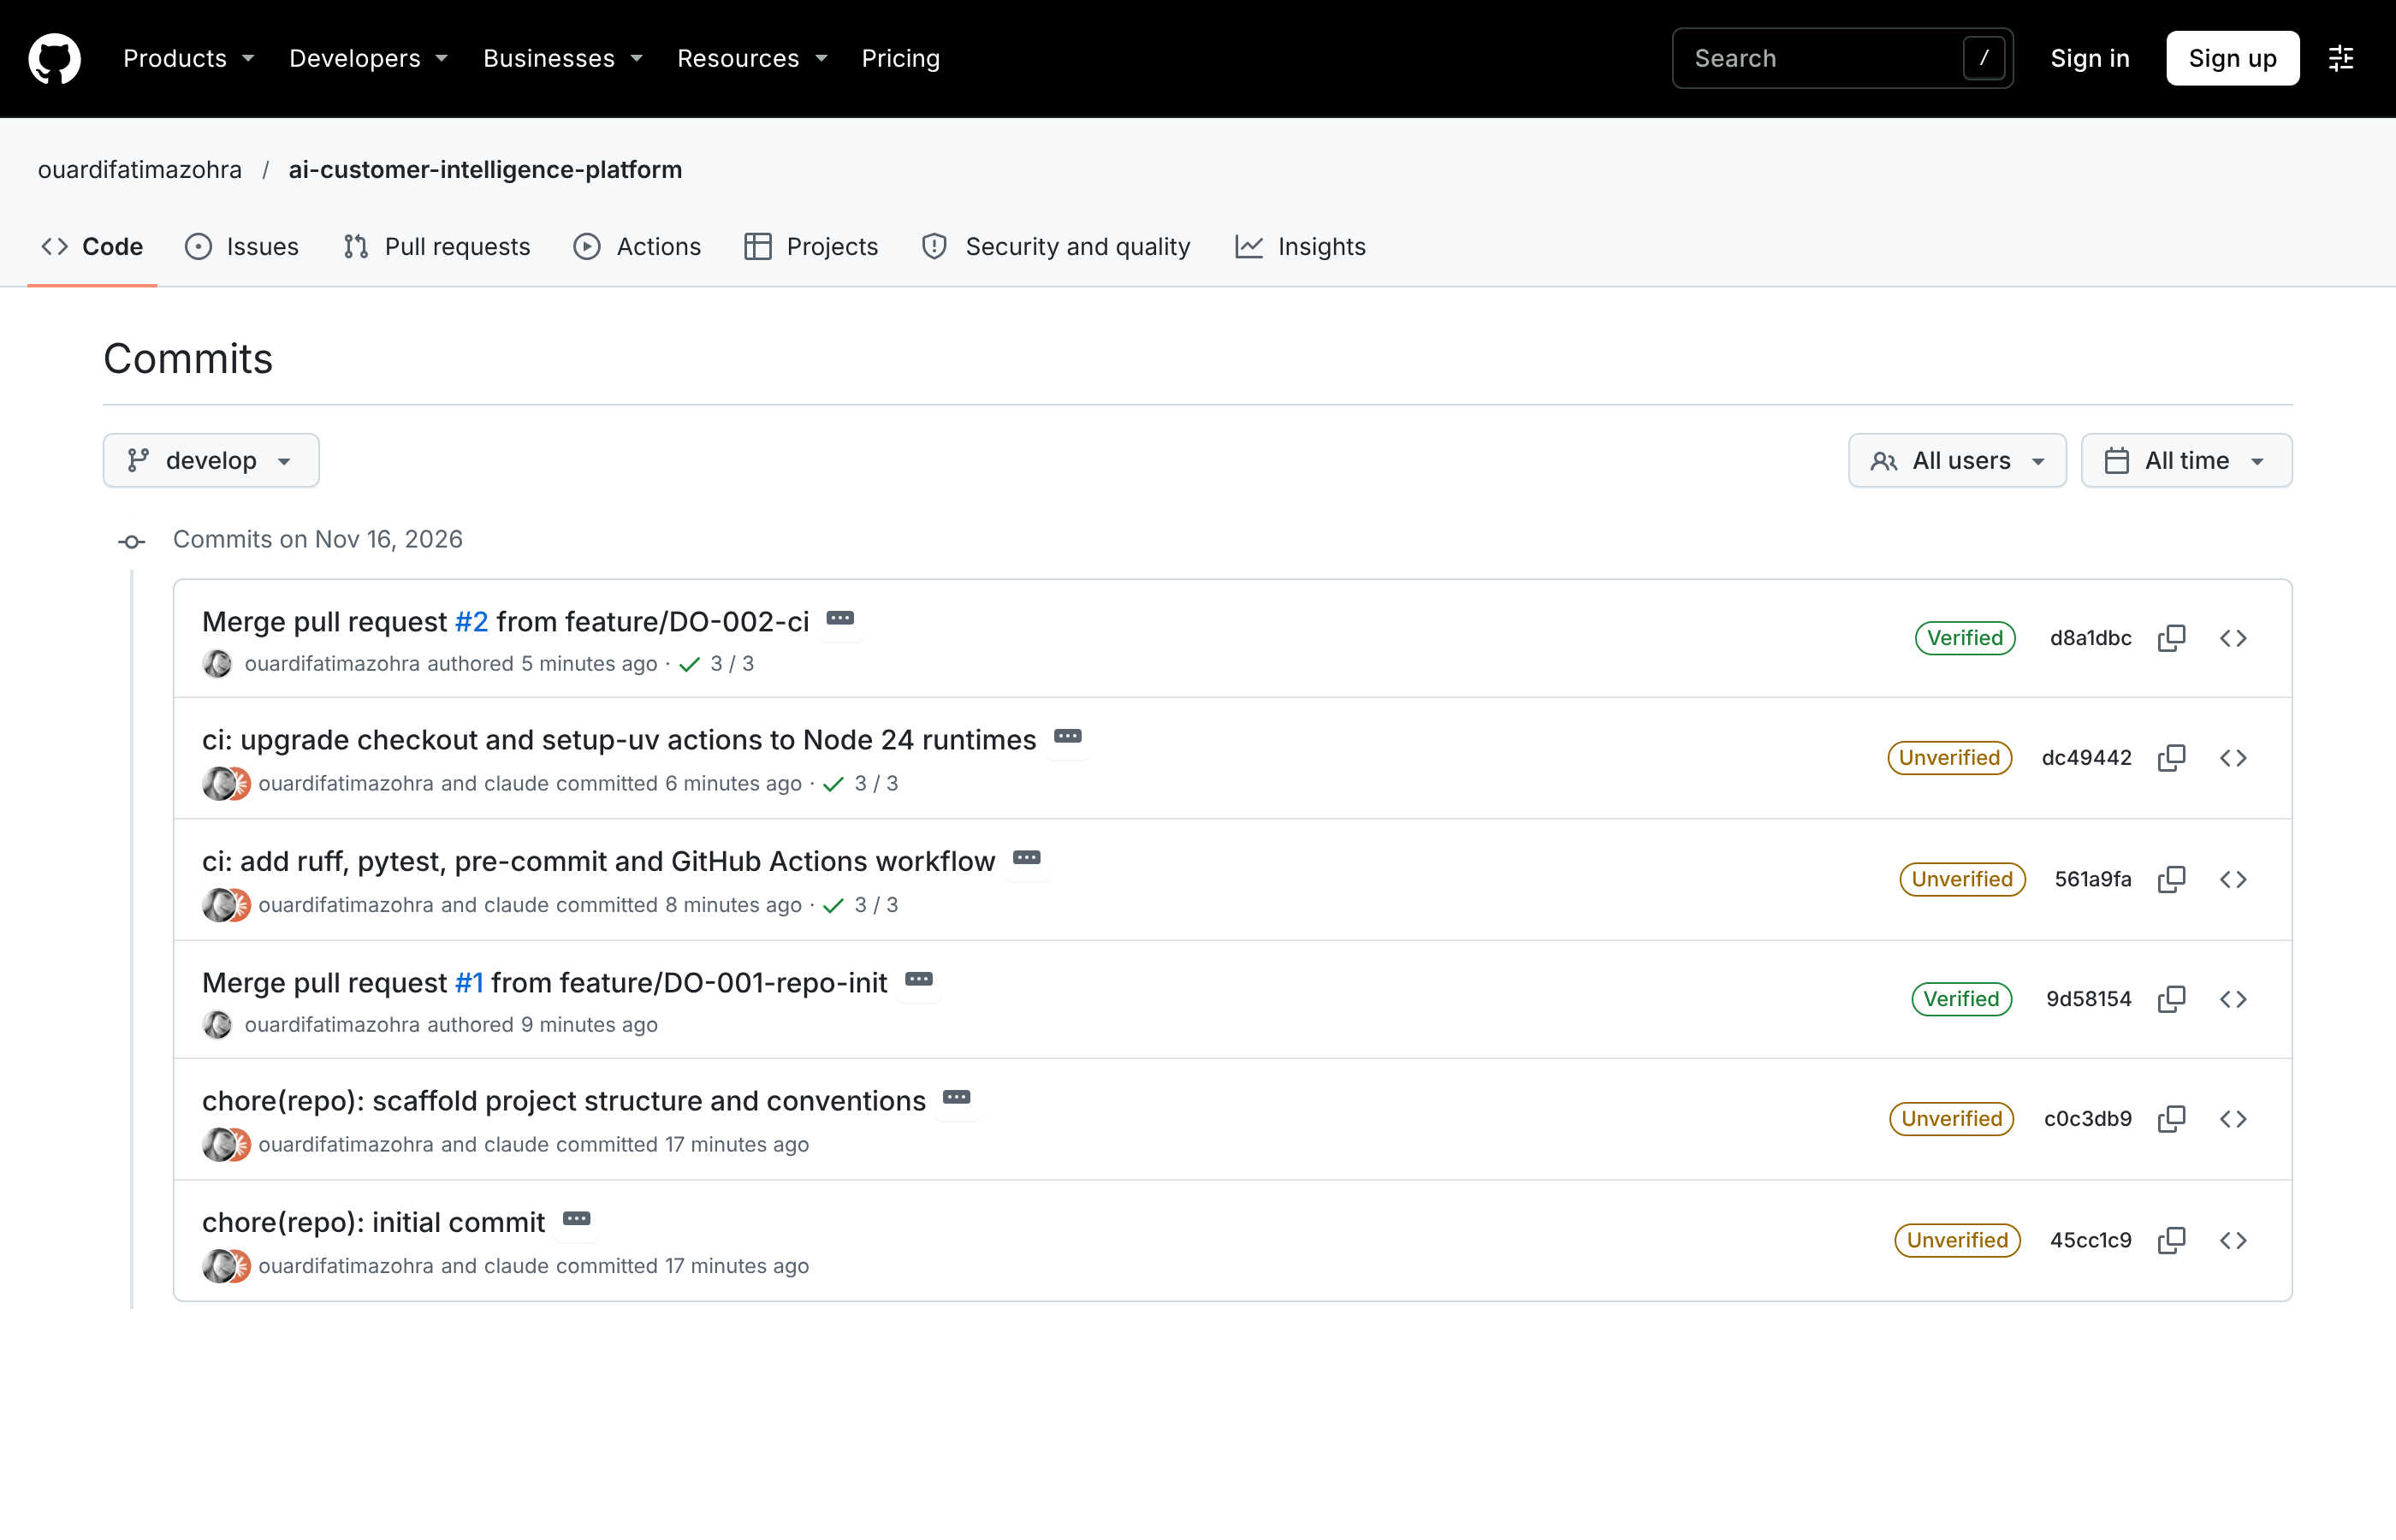 Products Developers Businesses Resources Pricing Search / Sign in Sign up
ouardifatimazohra / ai-customer-intelligence-platform
Code Issues Pull requests Actions Projects Security and quality Insights
Commits
develop All users All time
Commits on Nov 16, 2026
Merge pull request #2 from feature/DO-002-ci
Verified d8a1dbc
ouardifatimazohra authored 5 minutes ago · 3 / 3
ci: upgrade checkout and setup-uv actions to Node 24 runtimes
Unverified dc49442
ouardifatimazohra and claude committed 6 minutes ago · 3 / 3
ci: add ruff, pytest, pre-commit and GitHub Actions workflow
Unverified 561a9fa
ouardifatimazohra and claude committed 8 minutes ago · 3 / 3
Merge pull request #1 from feature/DO-001-repo-init
Verified 9d58154
ouardifatimazohra authored 9 minutes ago
chore(repo): scaffold project structure and conventions
Unverified c0c3db9
ouardifatimazohra and claude committed 17 minutes ago
chore(repo): initial commit
Unverified 45cc1c9
ouardifatimazohra and claude committed 17 minutes ago